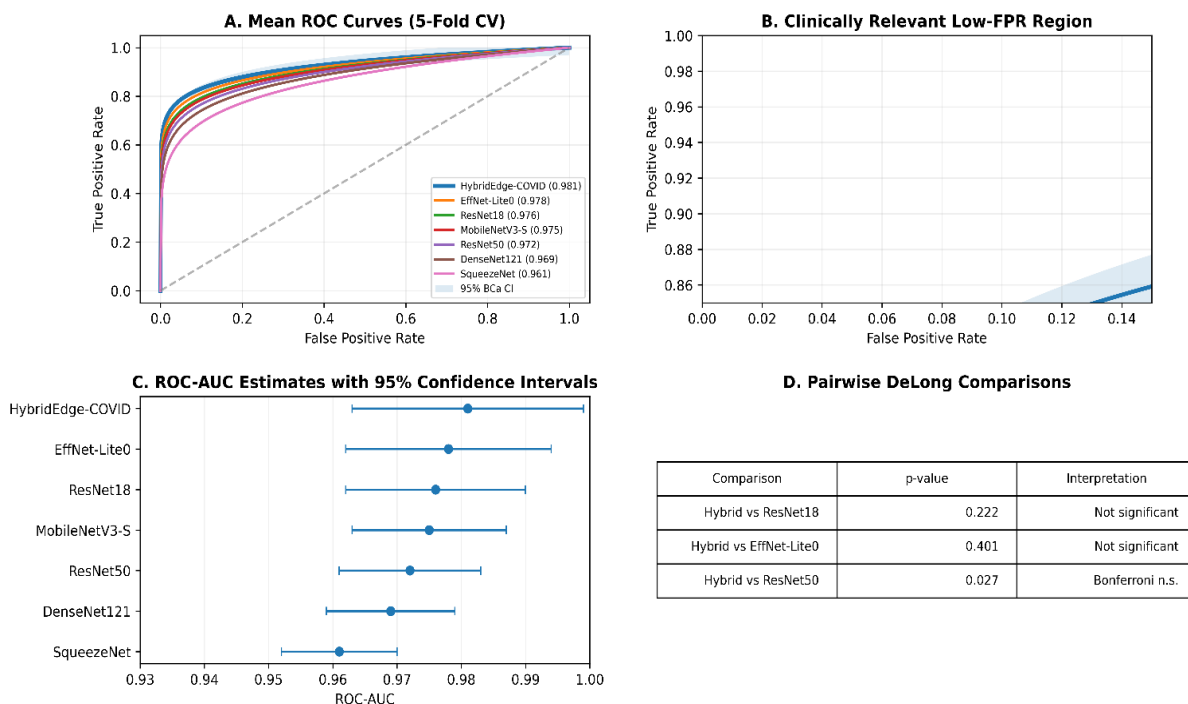 A. Mean ROC Curves (5-Fold CV)
True Positive Rate
1.0
0.8
0.6
0.4
0.2
0.0
HybridEdge-COVID (0.981)
EffNet-Lite0 (0.978)
ResNet18 (0.976)
MobileNetV3-S (0.975)
ResNet50 (0.972)
DenseNet121 (0.969)
SqueezeNet (0.961)
95% BCa CI
0.0 0.2 0.4 0.6 0.8 1.0
False Positive Rate
B. Clinically Relevant Low-FPR Region
True Positive Rate
1.00
0.98
0.96
0.94
0.92
0.90
0.88
0.86
0.00 0.02 0.04 0.06 0.08 0.10 0.12 0.14
False Positive Rate
C. ROC-AUC Estimates with 95% Confidence Intervals
HybridEdge-COVID
EffNet-Lite0
ResNet18
MobileNetV3-S
ResNet50
DenseNet121
SqueezeNet
0.93 0.94 0.95 0.96 0.97 0.98 0.99 1.00
ROC-AUC
D. Pairwise DeLong Comparisons
Comparison p-value Interpretation
Hybrid vs ResNet18 0.222 Not significant
Hybrid vs EffNet-Lite0 0.401 Not significant
Hybrid vs ResNet50 0.027 Bonferroni n.s.